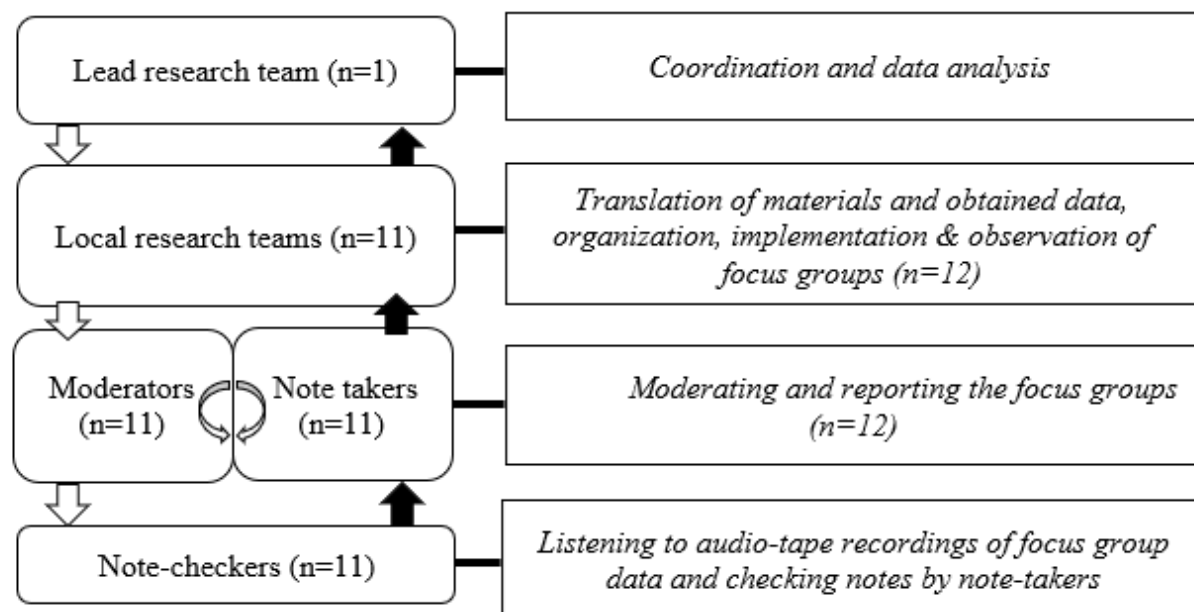 Lead research team (n=1)
Coordination and data analysis
Local research teams (n=11)
Translation of materials and obtained data,
organization, implementation & observation of
focus groups (n=12)
Moderators
(n=11)
Note takers
(n=11)
Moderating and reporting the focus groups
(n=12)
Note-checkers (n=11)
Listening to audio-tape recordings of focus group
data and checking notes by note-takers